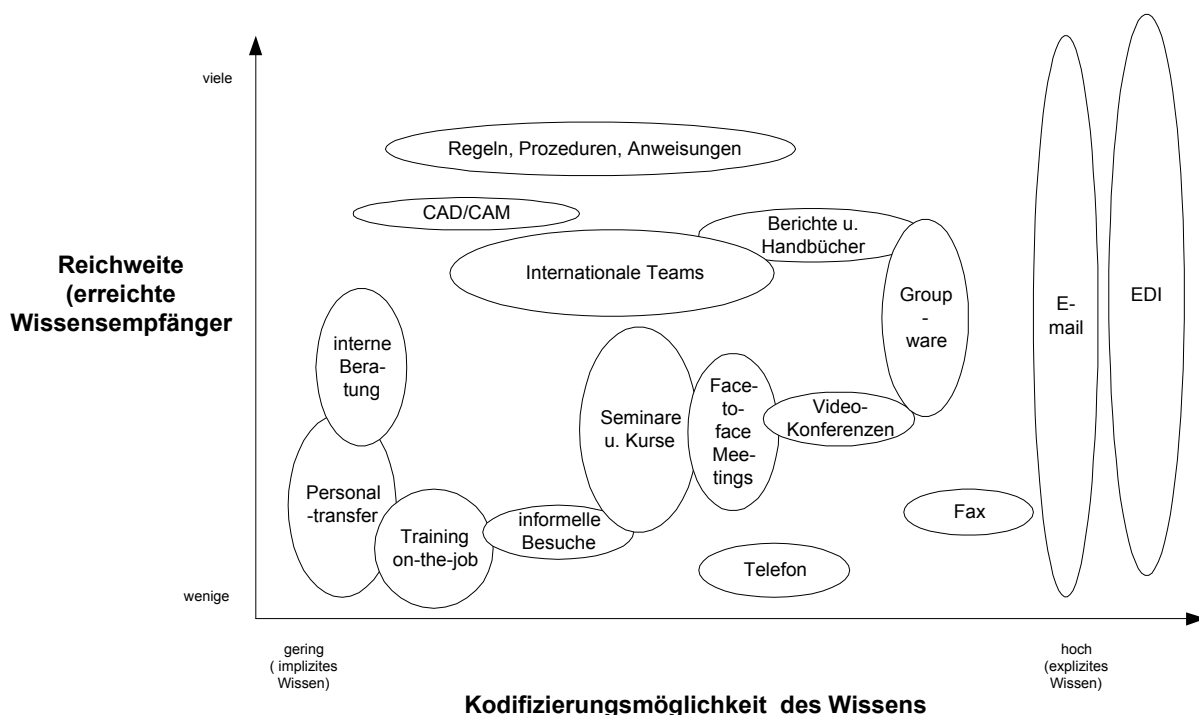 viele
Regeln, Prozeduren, Anweisungen
CAD/CAM
Berichte u.
Handbücher
Reichweite
(erreichte
Wissensempfänger
Internationale Teams
Group
-
ware
E-
mail
EDI
interne
Bera-
tung
Seminare
u. Kurse
Face-
to-
face
Mee-
tings
Video-
Konferenzen
Personal
-transfer
Training
on-the-job
informelle
Besuche
Fax
Telefon
wenige
gering
( implizites
Wissen)
hoch
(explizites
Wissen)
Kodifizierungsmöglichkeit des Wissens